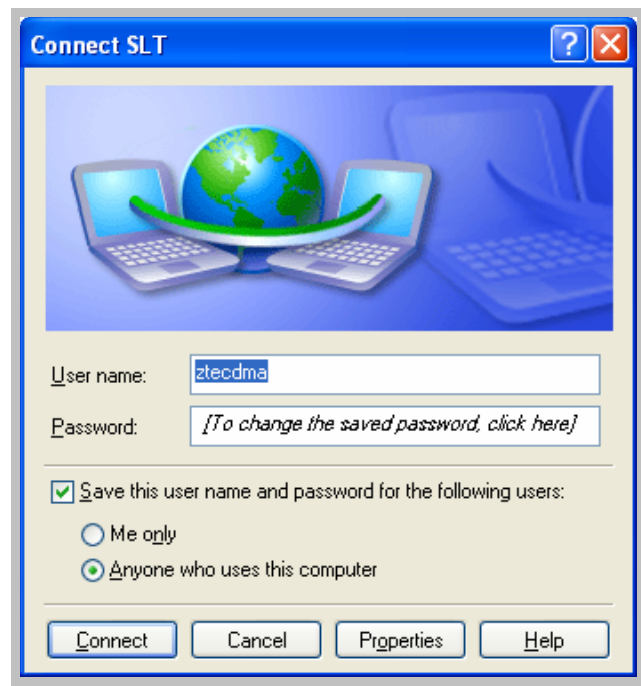 Connect SLT
User name: ztecdma
Password: [To change the saved password, click here]
Save this user name and password for the following users:
Me only
Anyone who uses this computer
Connect Cancel Properties Help